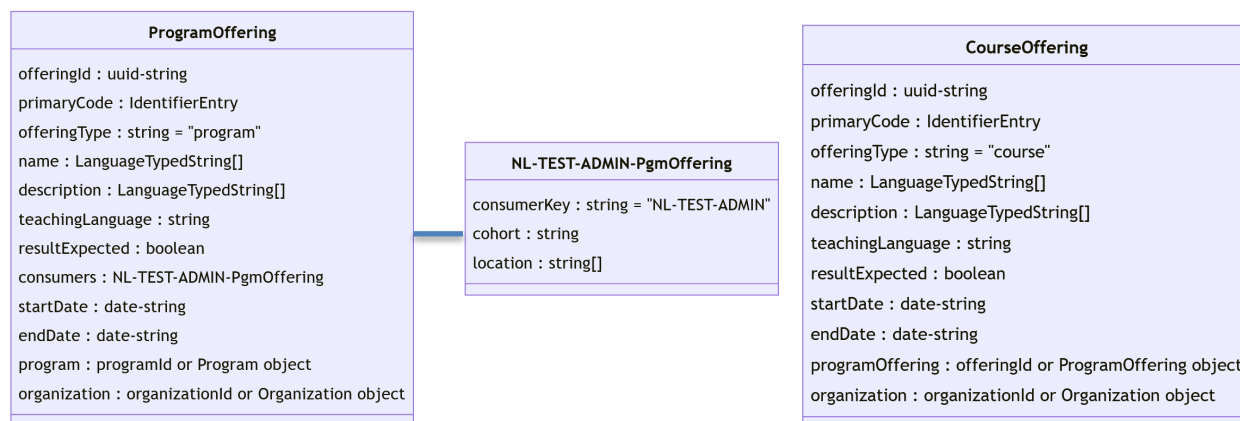 ProgramOffering
offeringId : uuid-string
primaryCode : IdentifierEntry
offeringType : string = "program"
name : LanguageTypedString[]
description : LanguageTypedString[]
teachingLanguage : string
resultExpected : boolean
consumers : NL-TEST-ADMIN-PgmOffering
startDate : date-string
endDate : date-string
program : programId or Program object
organization : organizationId or Organization object
NL-TEST-ADMIN-PgmOffering
consumerKey : string = "NL-TEST-ADMIN"
cohort : string
location : string[]
CourseOffering
offeringId : uuid-string
primaryCode : IdentifierEntry
offeringType : string = "course"
name : LanguageTypedString[]
description : LanguageTypedString[]
teachingLanguage : string
resultExpected : boolean
startDate : date-string
endDate : date-string
programOffering : offeringId or ProgramOffering object
organization : organizationId or Organization object